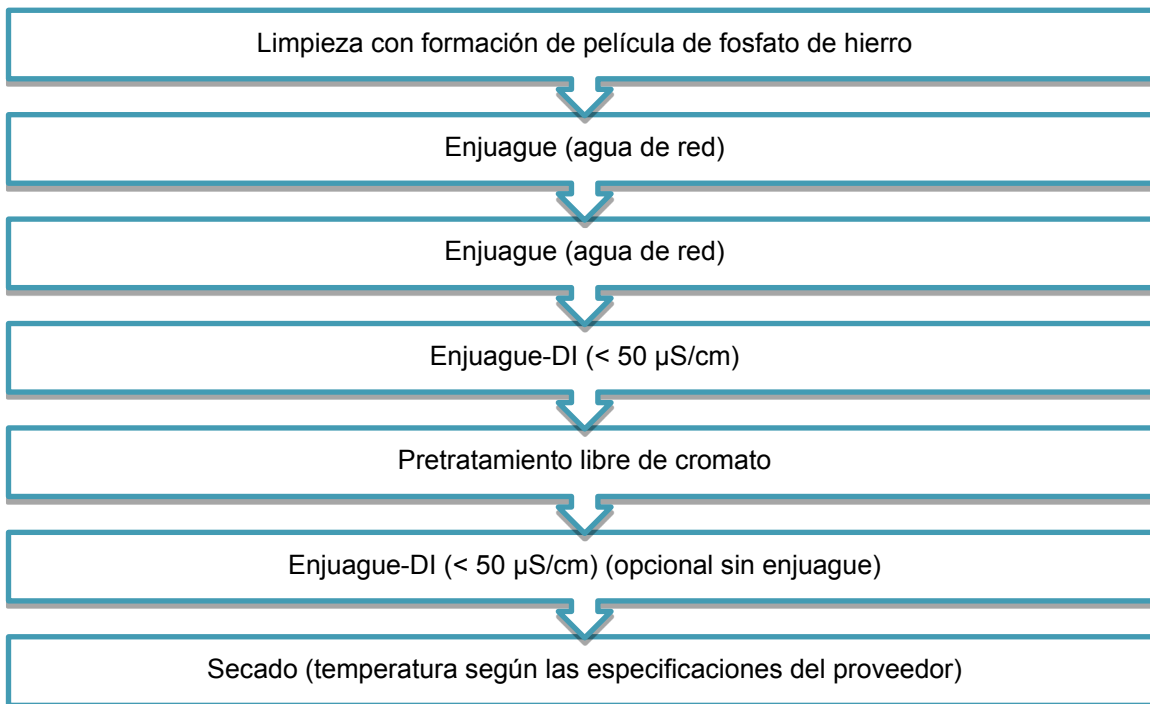 Limpieza con formación de película de fosfato de hierro
Enjuague (agua de red)
Enjuague (agua de red)
Enjuague-DI (< 50 µS/cm)
Pretratamiento libre de cromato
Enjuague-DI (< 50 µS/cm) (opcional sin enjuague)
Secado (temperatura según las especificaciones del proveedor)